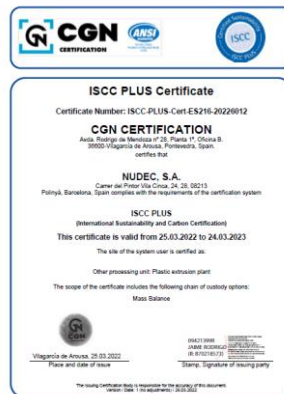 CGN
CERTIFICATION
ANSI
ISCC
ISCC PLUS
ISCC PLUS Certificate
Certificate Number: ISCC-PLUS-Cert-ES216-20226012
CGN CERTIFICATION
Avda. Rodrigo de Mendoza nº 28, Planta 1ª, Oficina B.
36600-Vilagarcía de Arousa, Pontevedra, Spain.
certifies that
NUDEC, S.A.
Carrer del Pintor Vila Cinca, 24, 28, 08213
Polinyà, Barcelona, Spain complies with the requirements of the certification system
ISCC PLUS
(International Sustainability and Carbon Certification)
This certificate is valid from 25.03.2022 to 24.03.2023
The site of the system user is certified as:
Other processing unit: Plastic extrusion plant
The scope of the certificate includes the following chain of custody options:
Mass Balance
CGN
JAIME RODRIGO
Vilagarcía de Arousa, 25.03.2022
Place and date of issue
Stamp, Signature of issuing party
The issuing Certification Body is responsible for the accuracy of this document.